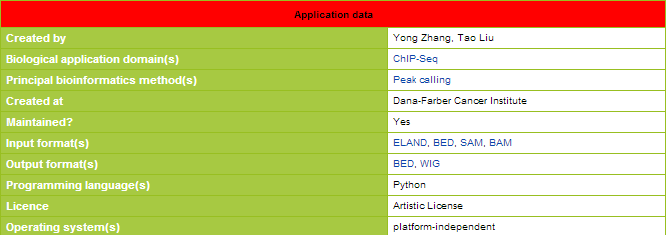 Application data
Created by Yong Zhang, Tao Liu
Biological application domain(s) ChIP-Seq
Principal bioinformatics method(s) Peak calling
Created at Dana-Farber Cancer Institute
Maintained? Yes
Input format(s) ELAND, BED, SAM, BAM
Output format(s) BED, WIG
Programming language(s) Python
Licence Artistic License
Operating system(s) platform-independent